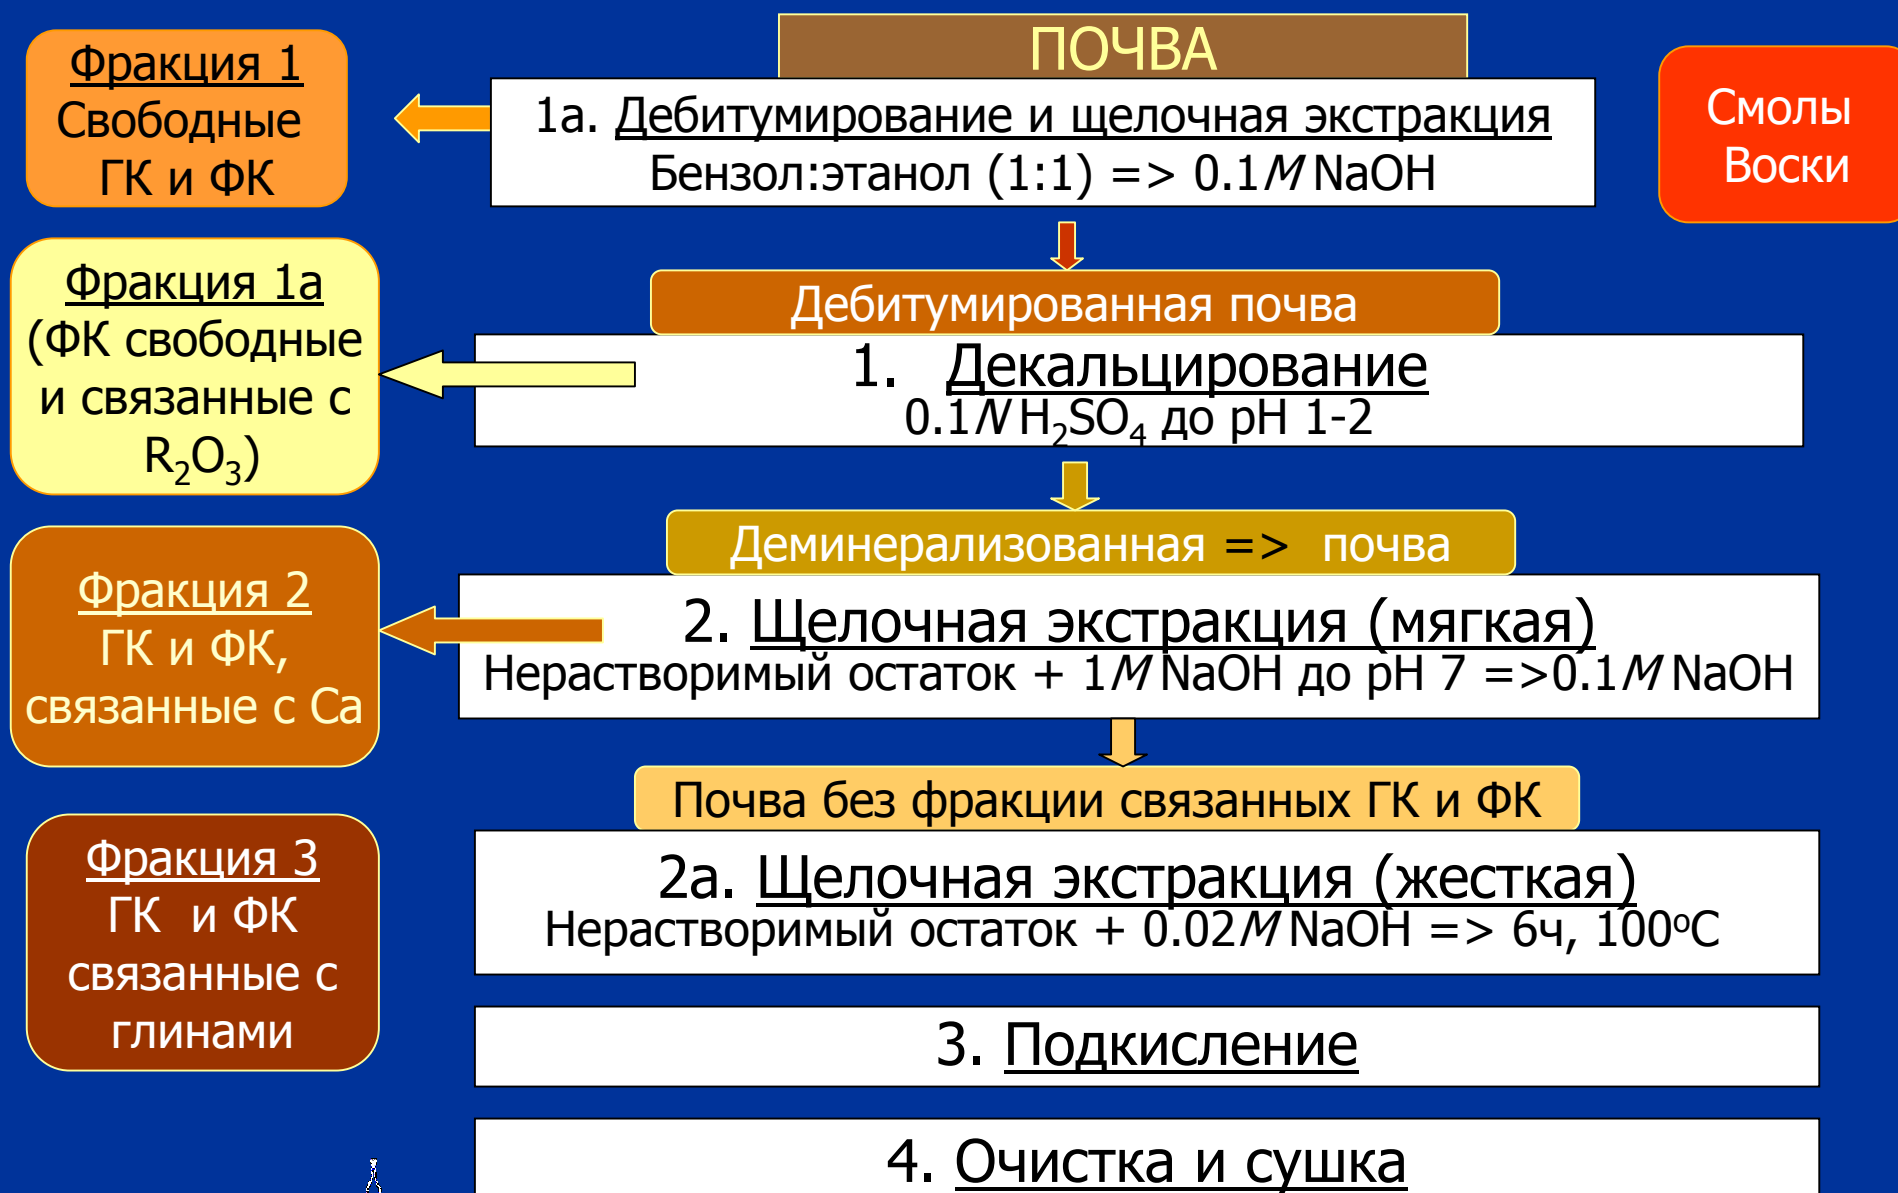 ПОЧВА
Фракция 1
Свободные
ГК и ФК
1а. Дебитумирование и щелочная экстракция
Бензол:этанол (1:1) => 0.1M NaOH
Смолы
Воски
Фракция 1а
(ФК свободные
и связанные с
R₂O₃)
Дебитумированная почва
1. Декальцирование
0.1N H₂SO₄ до pH 1-2
Деминерализованная => почва
Фракция 2
ГК и ФК,
связанные с Ca
2. Щелочная экстракция (мягкая)
Нерастворимый остаток + 1M NaOH до pH 7 =>0.1M NaOH
Почва без фракции связанных ГК и ФК
Фракция 3
ГК и ФК
связанные с
глинами
2а. Щелочная экстракция (жесткая)
Нерастворимый остаток + 0.02M NaOH => 6ч, 100ºC
3. Подкисление
4. Очистка и сушка